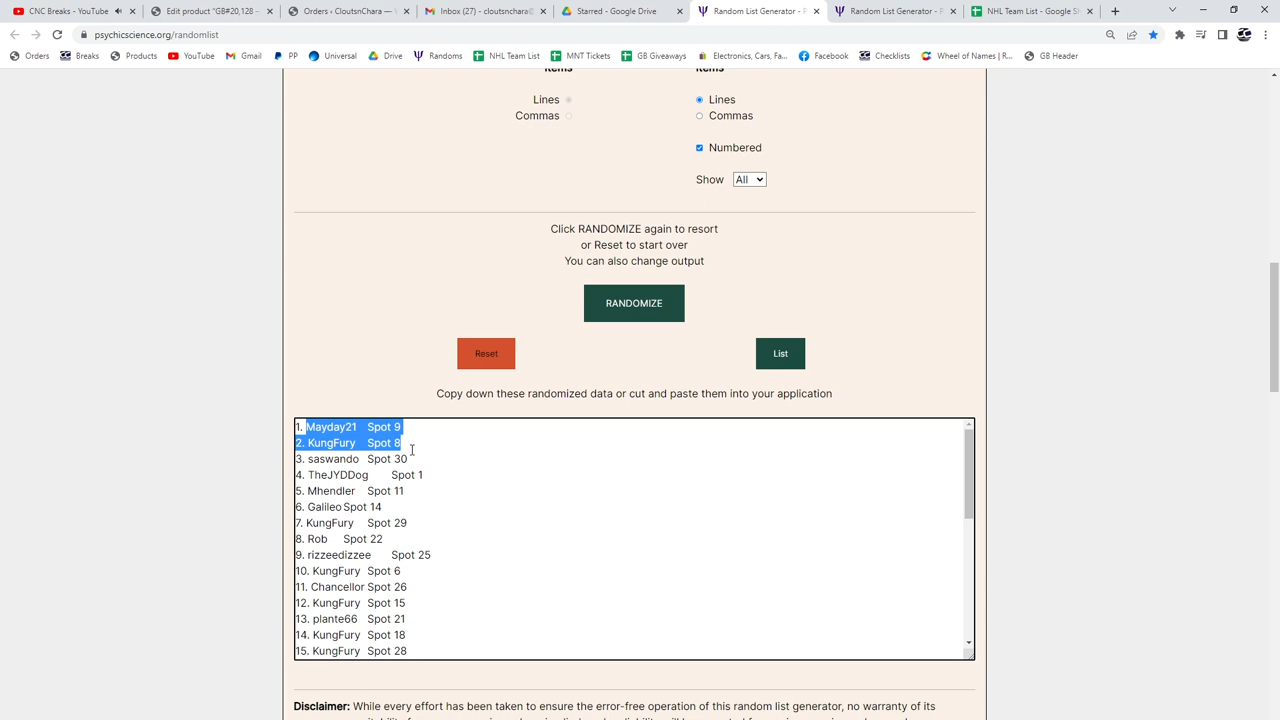 CNC Breaks - YouTube
Edit product “GB#20,128 –
Orders ‹ CloutsnChara — V
Inbox (27) - cloutsnchara@
Starred - Google Drive
Random List Generator - P
Random List Generator - P
NHL Team List - Google Sh
psychicscience.org/randomlist
Orders
Breaks
Products
YouTube
Gmail
PP
Universal
Drive
Randoms
NHL Team List
MNT Tickets
GB Giveaways
Electronics, Cars, Fa...
Facebook
Checklists
Wheel of Names | R...
GB Header
Items Items
Lines Lines
Commas Commas
Numbered
Show All
Click RANDOMIZE again to resort
or Reset to start over
You can also change output
RANDOMIZE
Reset List
Copy down these randomized data or cut and paste them into your application
1. Mayday21 Spot 9
2. KungFury Spot 8
3. saswando Spot 30
4. TheJYDDog Spot 1
5. Mhendler Spot 11
6. Galileo Spot 14
7. KungFury Spot 29
8. Rob Spot 22
9. rizzeedizzee Spot 25
10. KungFury Spot 6
11. Chancellor Spot 26
12. KungFury Spot 15
13. plante66 Spot 21
14. KungFury Spot 18
15. KungFury Spot 28
Disclaimer: While every effort has been taken to ensure the error-free operation of this random list generator, no warranty of its